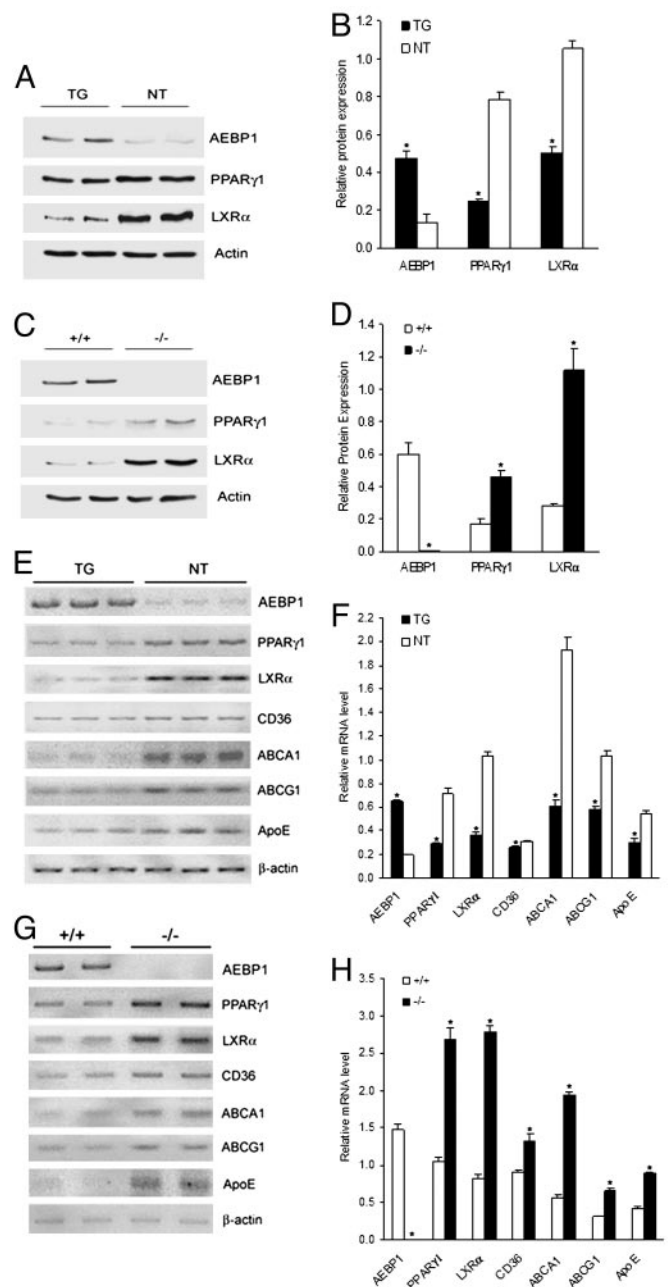 A
TG NT
AEBP1
PPARγ1
LXRα
Actin
B
TG
NT
Relative protein expression
1.2
1.0
0.8
0.6
0.4
0.2
0.0
* * *
AEBP1 PPARγ1 LXRα
C
+/+ -/-
AEBP1
PPARγ1
LXRα
Actin
D
+/+
-/-
Relative Protein Expression
1.4
1.2
1.0
0.8
0.6
0.4
0.2
0.0
* * *
AEBP1 PPARγ1 LXRα
E
TG NT
AEBP1
PPARγ1
LXRα
CD36
ABCA1
ABCG1
ApoE
β-actin
F
TG
NT
Relative mRNA level
2.2
2.0
1.7
1.5
1.2
1.0
0.8
0.6
0.4
0.2
0.0
* * * * * * *
AEBP1 PPARγ1 LXRα CD36 ABCA1 ABCG1 Apo E
G
+/+ -/-
AEBP1
PPARγ1
LXRα
CD36
ABCA1
ABCG1
ApoE
β-actin
H
+/+
-/-
Relative mRNA level
3.5
3.0
2.5
2.0
1.5
1.0
0.5
0.0
* * * * * * *
AEBP1 PPARγ1 LXRα CD36 ABCA1 ABCG1 Apo E